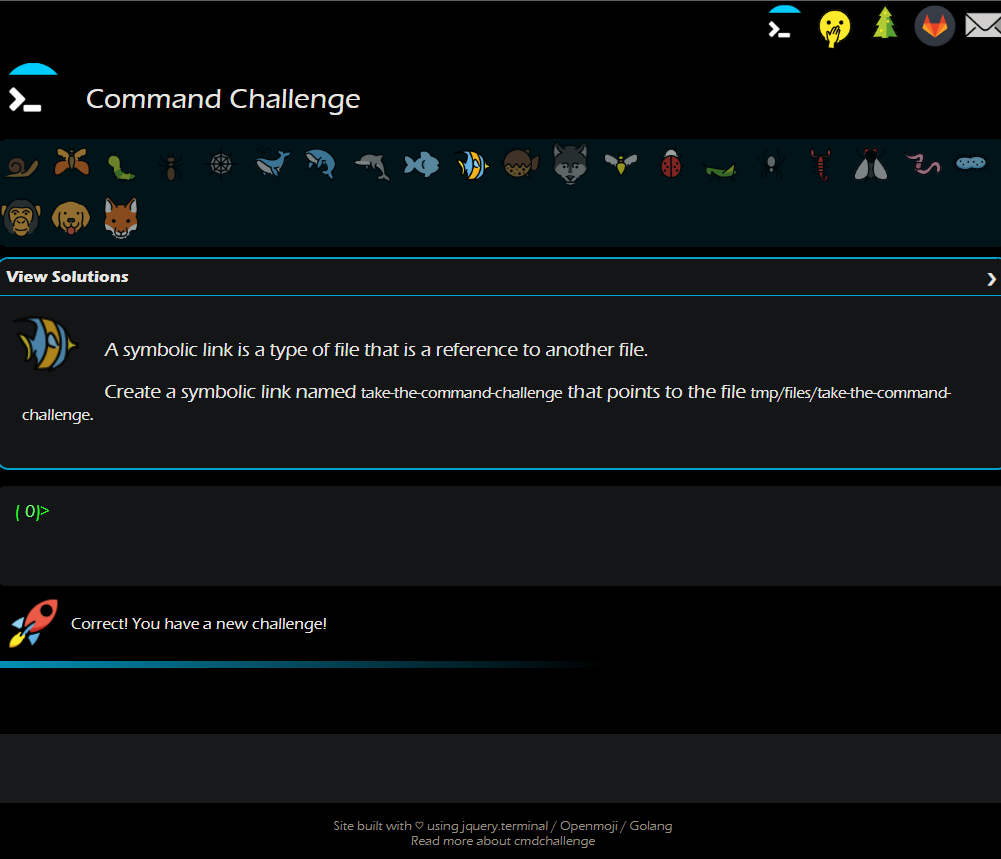 Command Challenge
View Solutions
A symbolic link is a type of file that is a reference to another file.
Create a symbolic link named take-the-command-challenge that points to the file tmp/files/take-the-command-
challenge.
( 0)>
Correct! You have a new challenge!
Site built with ♡ using jquery.terminal / Openmoji / Golang
Read more about cmdchallenge